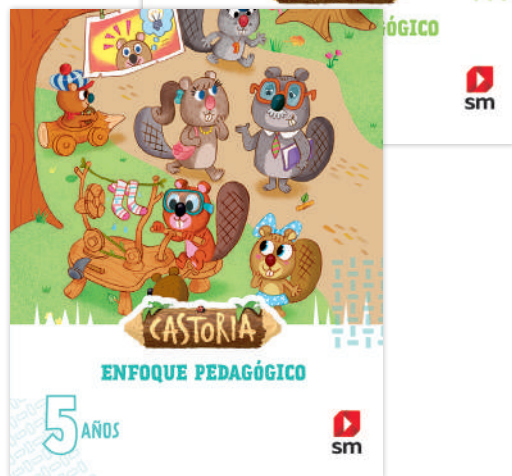 ÓGICO
sm
CASTORIA
ENFOQUE PEDAGÓGICO
5 AÑOS
sm